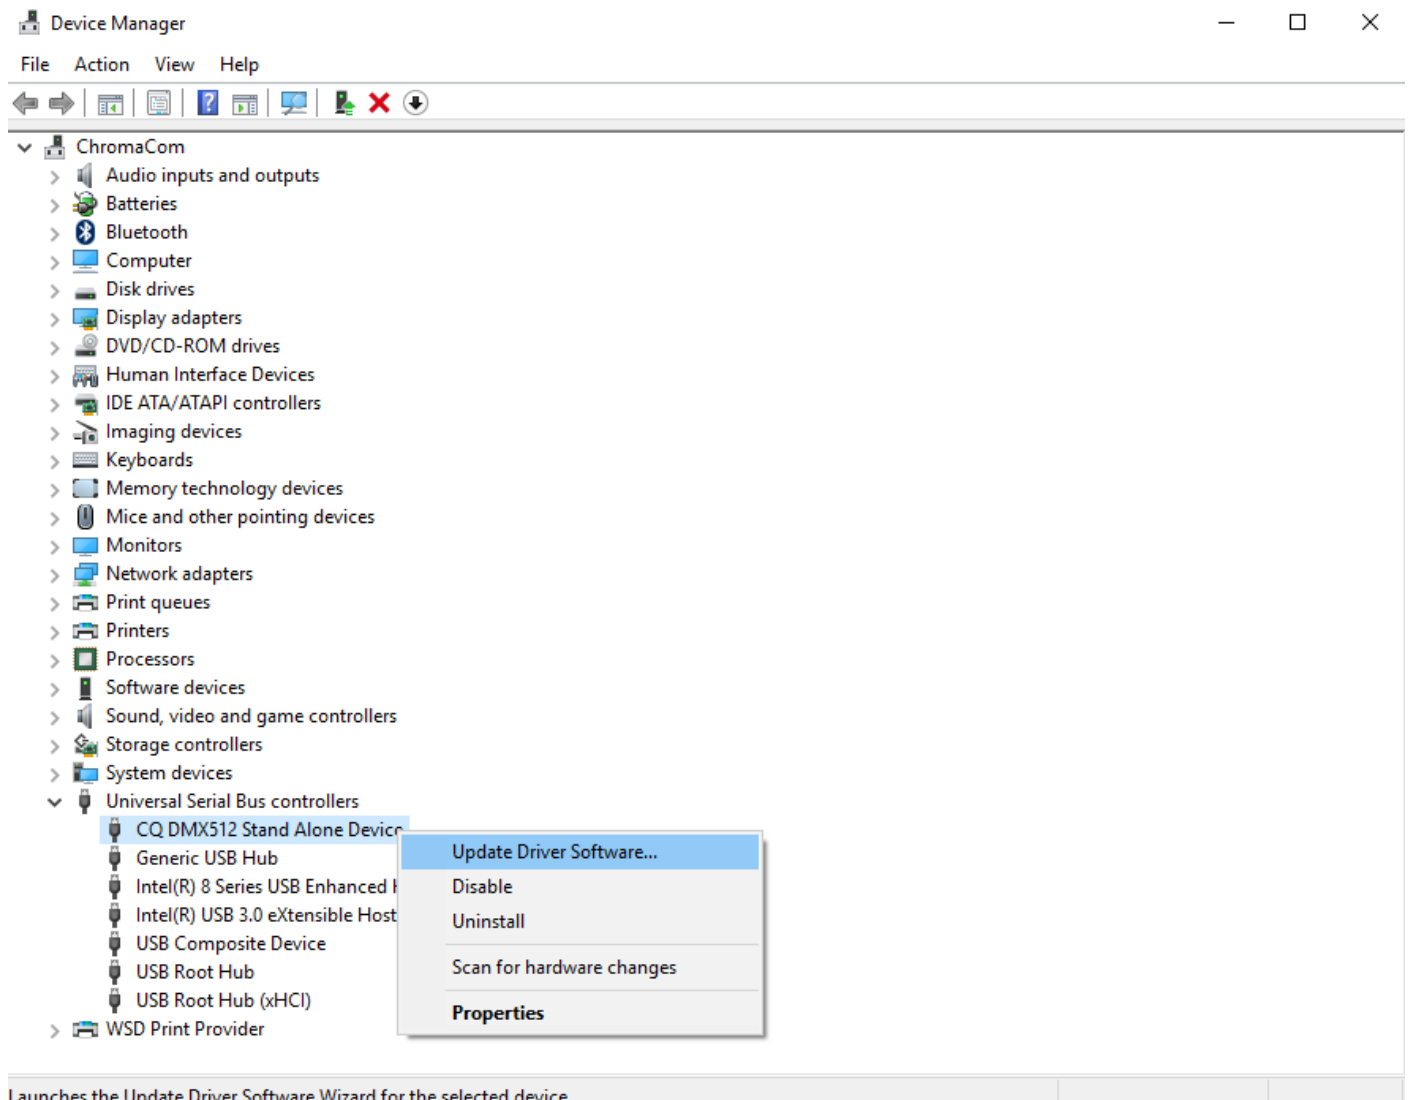 Device Manager
File Action View Help
ChromaCom
Audio inputs and outputs
Batteries
Bluetooth
Computer
Disk drives
Display adapters
DVD/CD-ROM drives
Human Interface Devices
IDE ATA/ATAPI controllers
Imaging devices
Keyboards
Memory technology devices
Mice and other pointing devices
Monitors
Network adapters
Print queues
Printers
Processors
Software devices
Sound, video and game controllers
Storage controllers
System devices
Universal Serial Bus controllers
CQ DMX512 Stand Alone Device
Generic USB Hub
Intel(R) 8 Series USB Enhanced
Intel(R) USB 3.0 eXtensible Host
USB Composite Device
USB Root Hub
USB Root Hub (xHCI)
WSD Print Provider
Update Driver Software...
Disable
Uninstall
Scan for hardware changes
Properties
Launches the Update Driver Software Wizard for the selected device